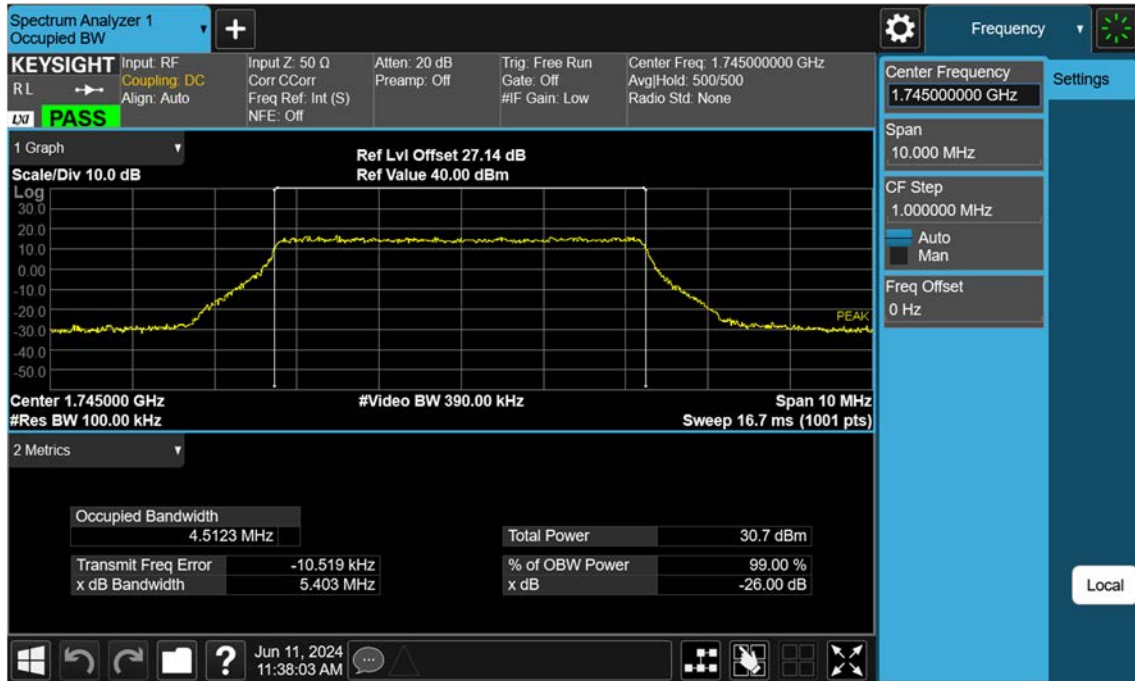 Spectrum Analyzer 1
Occupied BW
+
Frequency
KEYSIGHT
R L
LXI
PASS
Input: RF
Coupling: DC
Align: Auto
Input Z: 50 Ω
Corr CCorr
Freq Ref: Int (S)
NFE: Off
Atten: 20 dB
Preamp: Off
Trig: Free Run
Gate: Off
#IF Gain: Low
Center Freq: 1.745000000 GHz
Avg|Hold: 500/500
Radio Std: None
Center Frequency
1.745000000 GHz
Settings
Span
10.000 MHz
CF Step
1.000000 MHz
Auto
Man
Freq Offset
0 Hz
Local
1 Graph
Scale/Div 10.0 dB
Ref Lvl Offset 27.14 dB
Ref Value 40.00 dBm
Log
30.0
20.0
10.0
0.00
-10.0
-20.0
-30.0
-40.0
-50.0
PEAK
Center 1.745000 GHz
#Video BW 390.00 kHz
Span 10 MHz
#Res BW 100.00 kHz
Sweep 16.7 ms (1001 pts)
2 Metrics
Occupied Bandwidth
4.5123 MHz
Total Power 30.7 dBm
Transmit Freq Error -10.519 kHz
% of OBW Power 99.00 %
x dB Bandwidth 5.403 MHz
x dB -26.00 dB
?
Jun 11, 2024
11:38:03 AM